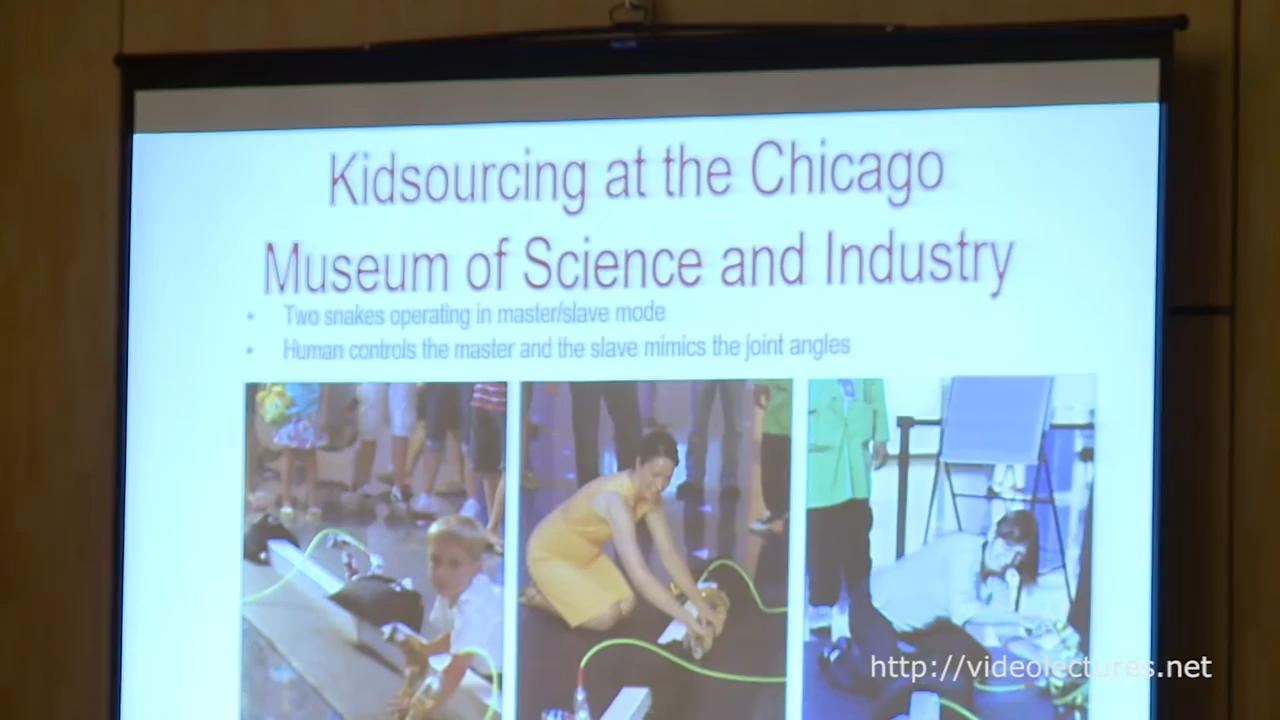 Kidsourcing at the Chicago
Museum of Science and Industry
• Two snakes operating in master/slave mode
• Human controls the master and the slave mimics the joint angles
http://videolectures.net